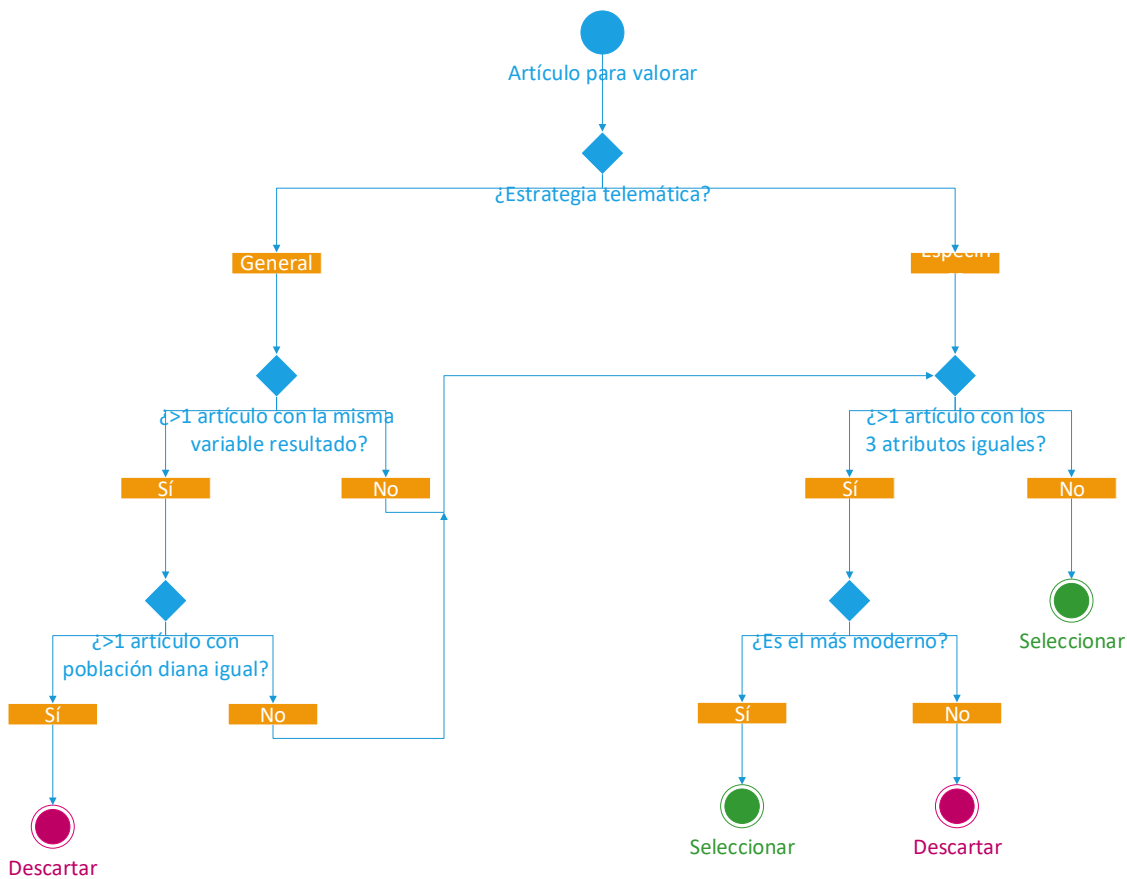 Artículo para valorar
¿Estrategia telemática?
General
¿>1 artículo con la misma
variable resultado?
¿>1 artículo con los
3 atributos iguales?
Sí
No
Sí
No
¿>1 artículo con
población diana igual?
¿Es el más moderno?
Seleccionar
Sí
No
Sí
No
Seleccionar
Descartar
Descartar